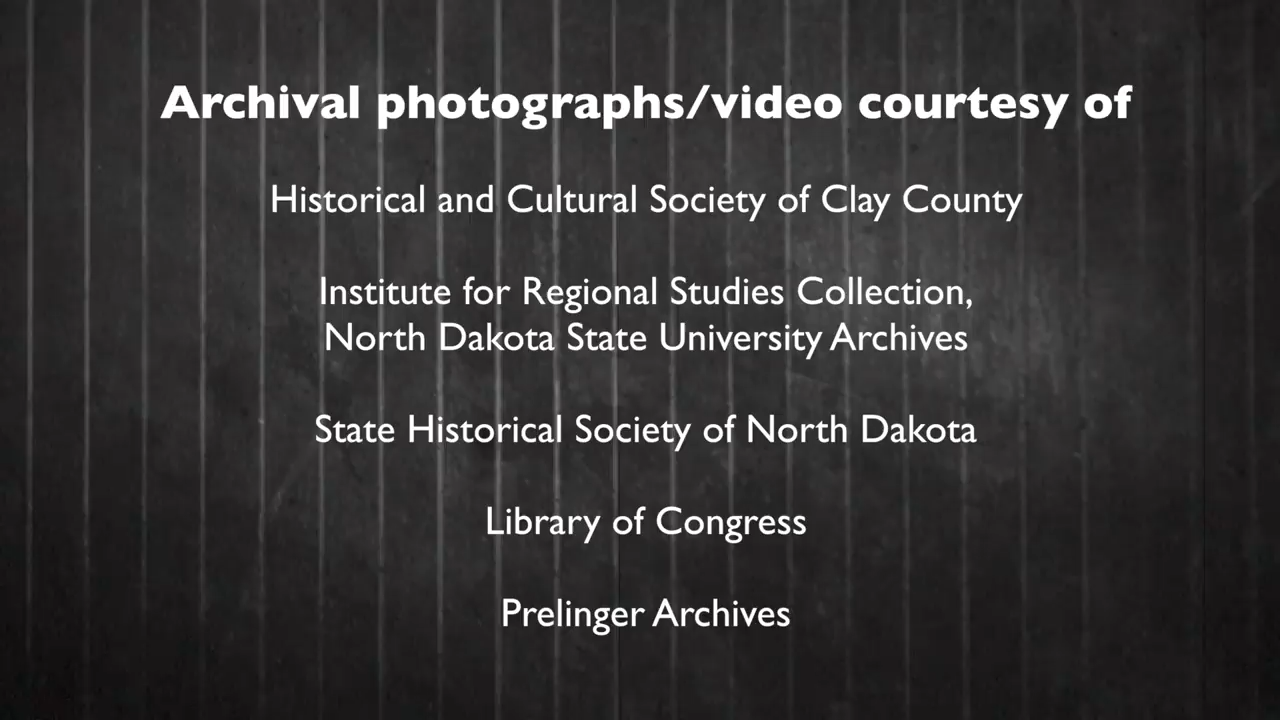 Archival photographs/video courtesy of
Historical and Cultural Society of Clay County
Institute for Regional Studies Collection,
North Dakota State University Archives
State Historical Society of North Dakota
Library of Congress
Prelinger Archives